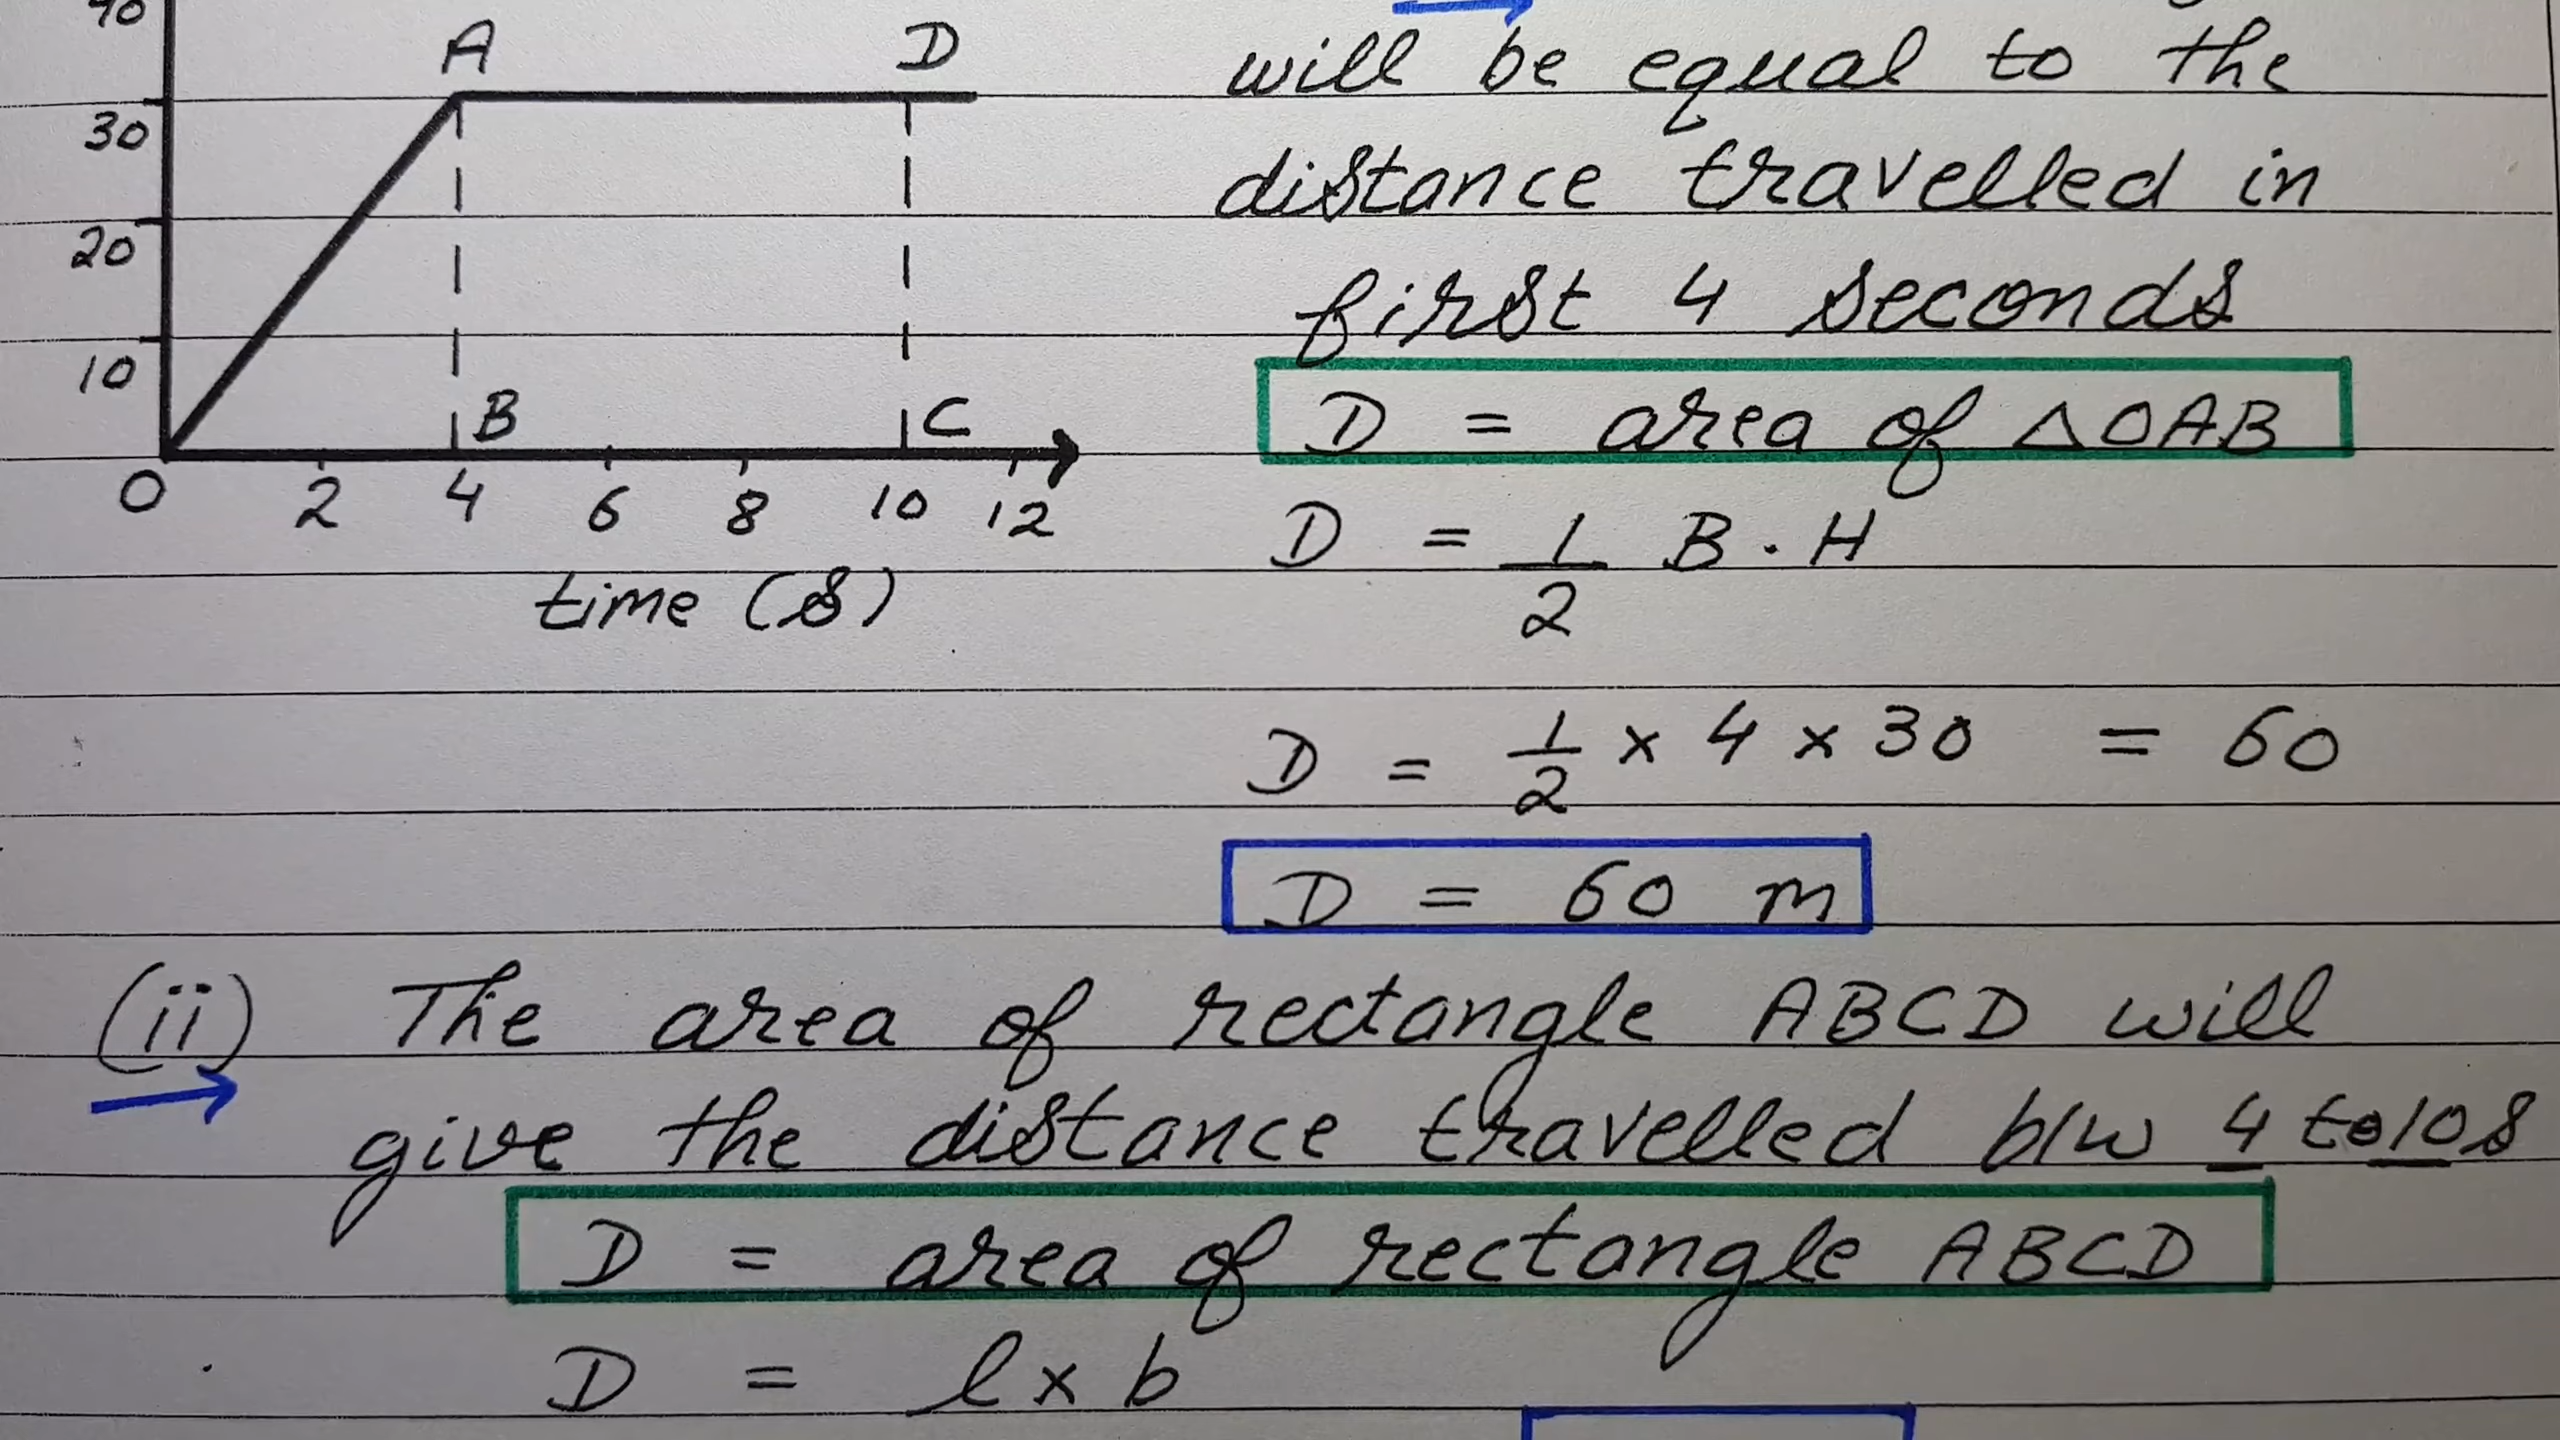 40
A D
30
20
10
B C
0 2 4 6 8 10 12
time (s)
will be equal to the
distance travelled in
first 4 seconds
D = area of △OAB
D = 1/2 B . H
D = 1/2 × 4 × 30 = 60
D = 60 m
(ii) The area of rectangle ABCD will
give the distance travelled b/w 4 to 10s
D = area of rectangle ABCD
D = l × b